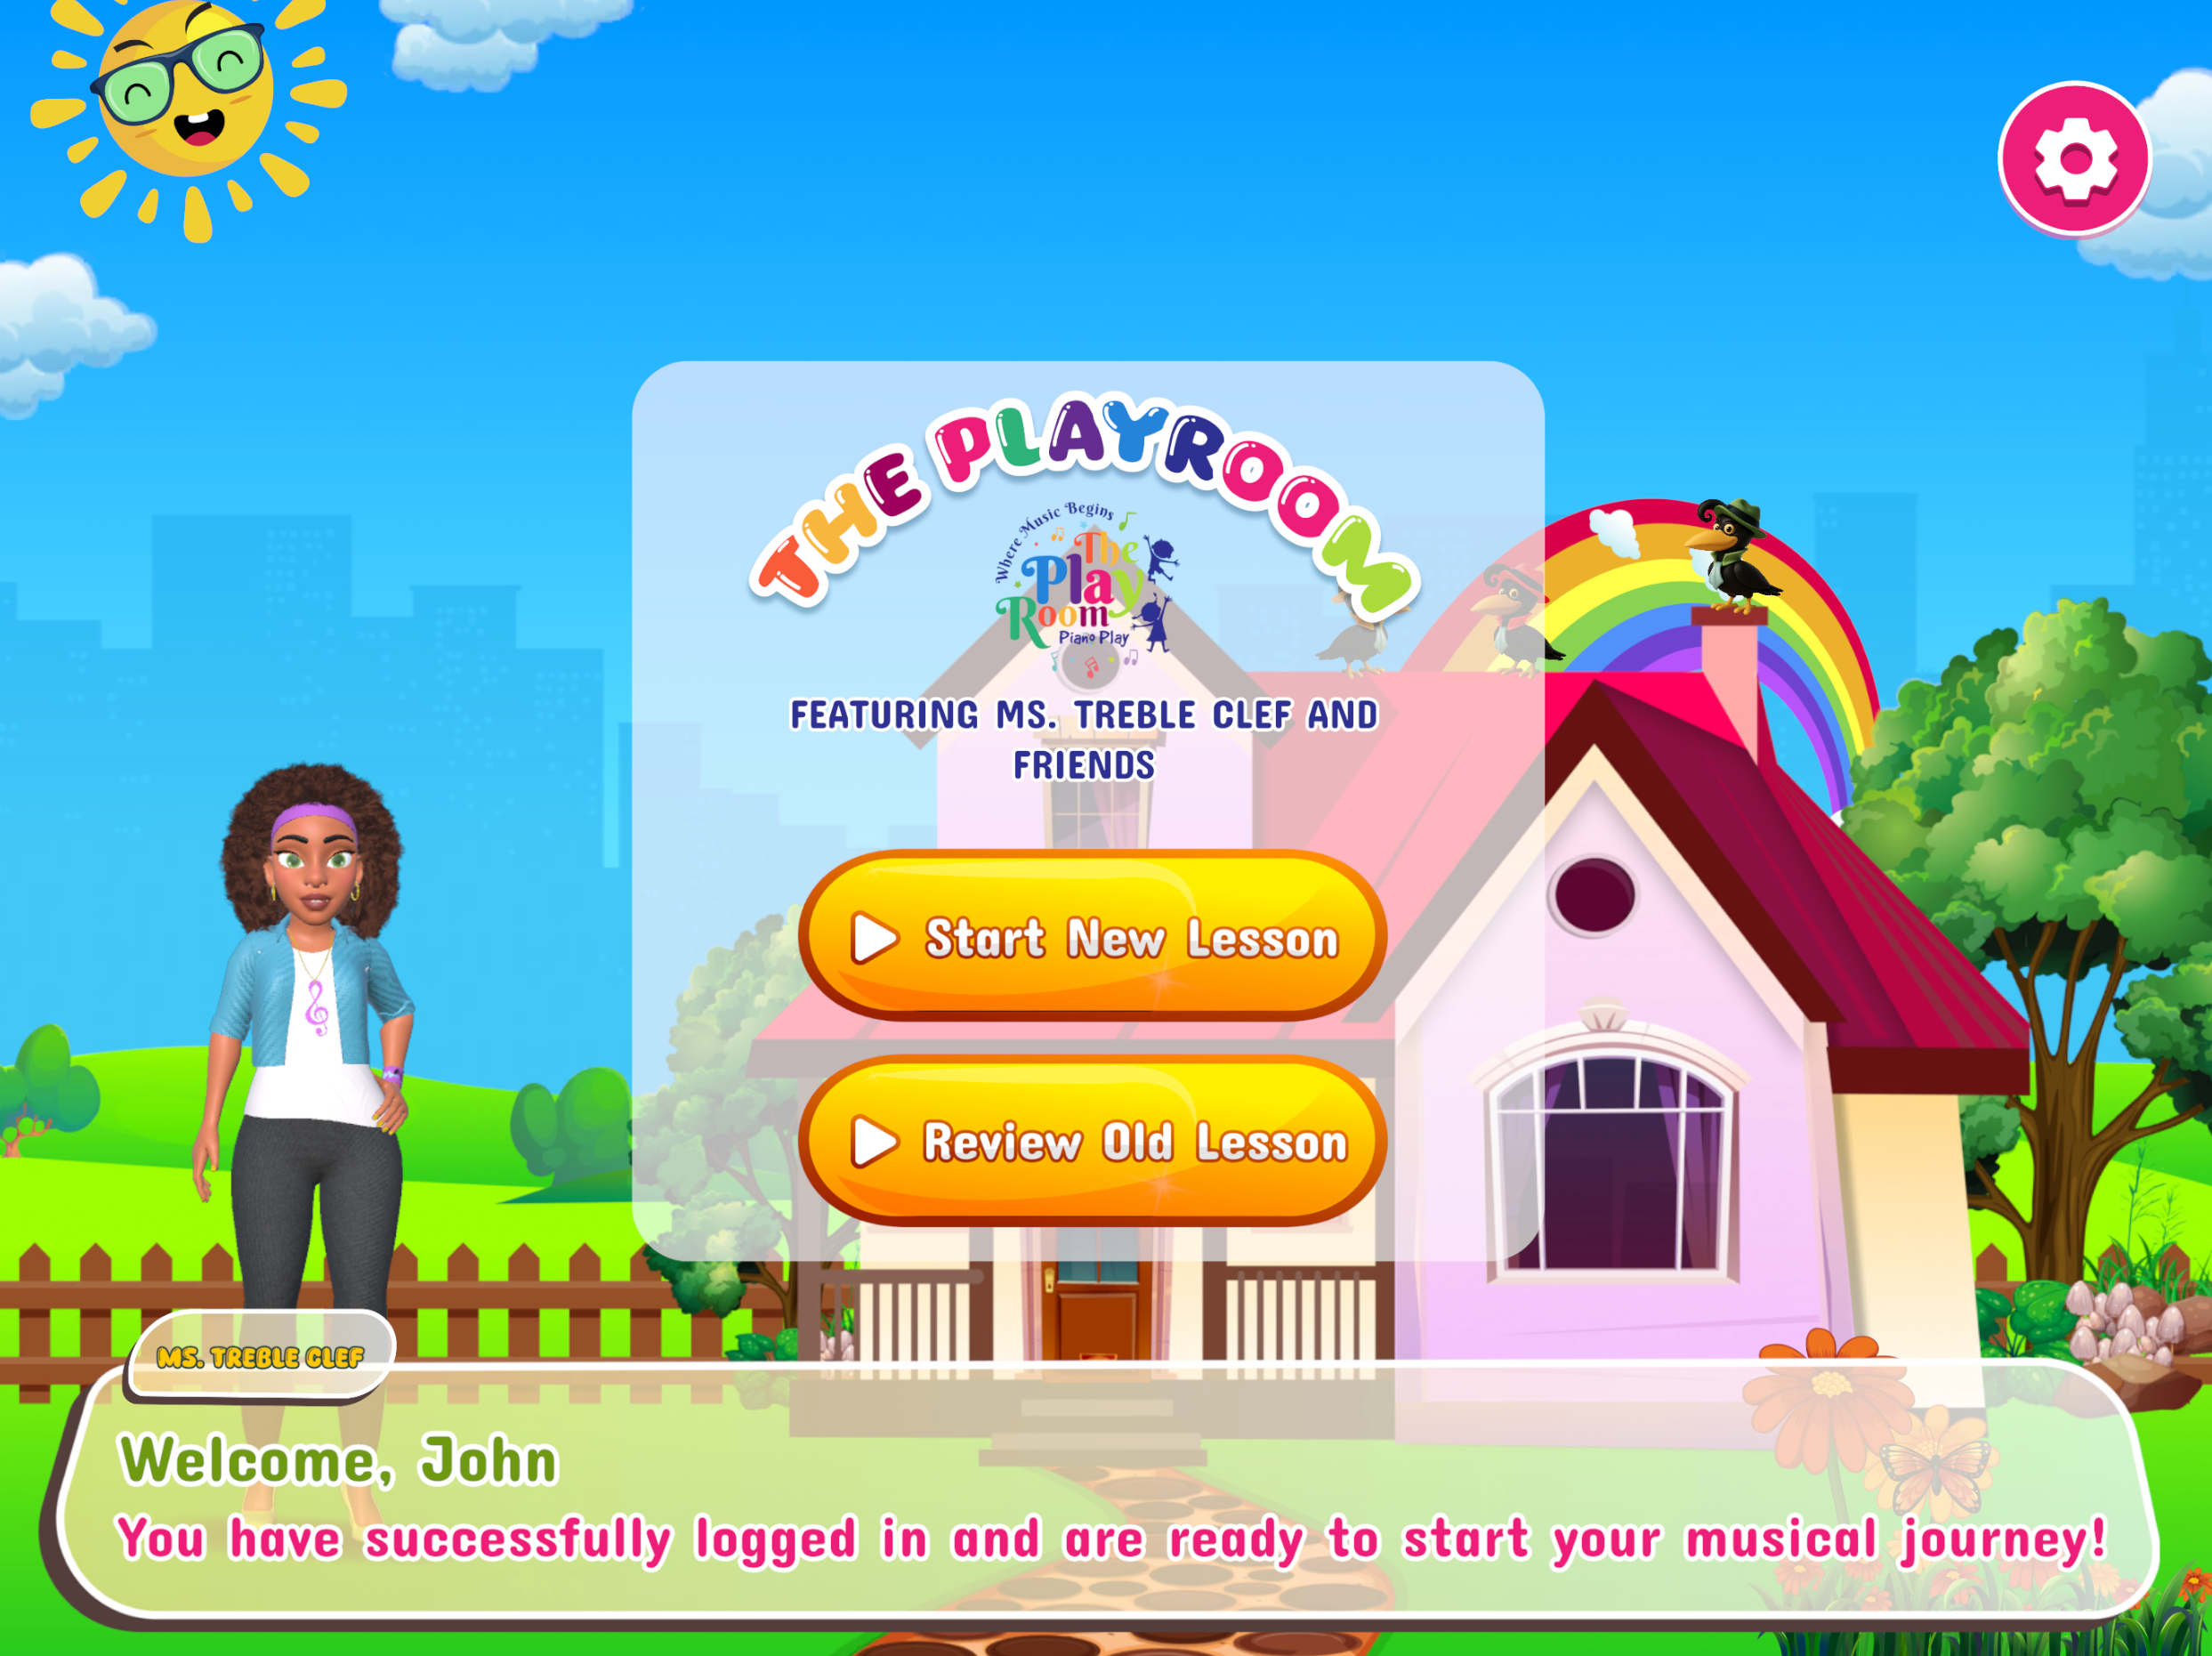 THE PLAYROOM
Where Music Begins
The
Play
Room
Piano Play
FEATURING MS. TREBLE CLEF AND
FRIENDS
Start New Lesson
Review Old Lesson
MS. TREBLE CLEF
Welcome, John
You have successfully logged in and are ready to start your musical journey!